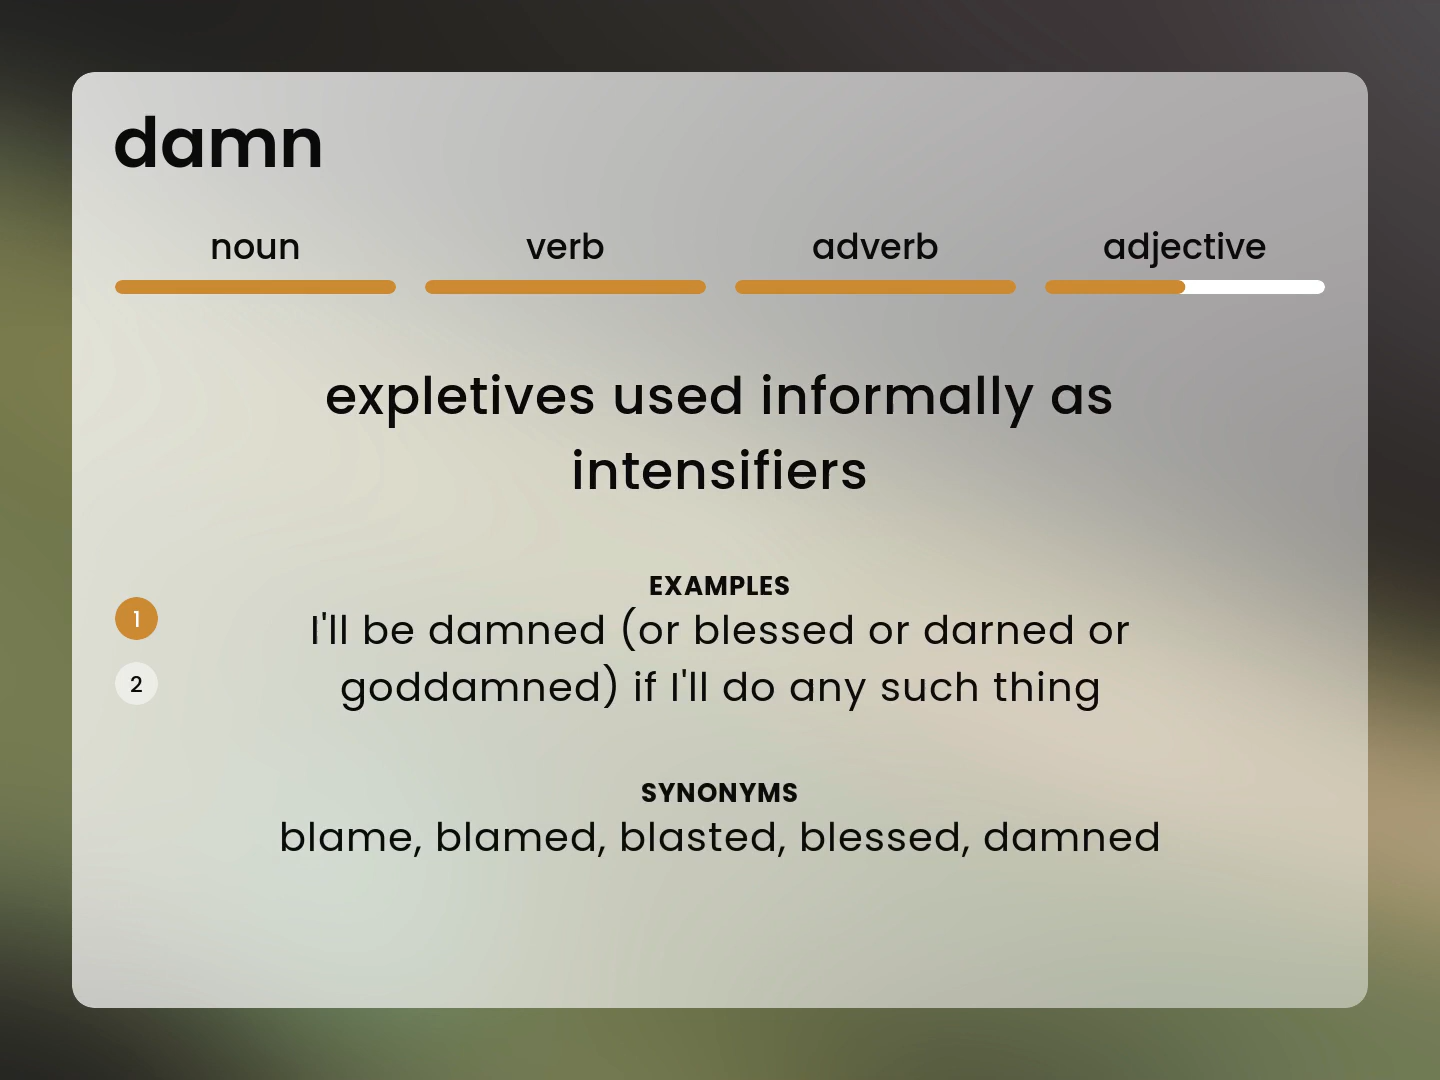 damn
noun verb adverb adjective
expletives used informally as
intensifiers
EXAMPLES
1
I'll be damned (or blessed or darned or
2
goddamned) if I'll do any such thing
SYNONYMS
blame, blamed, blasted, blessed, damned